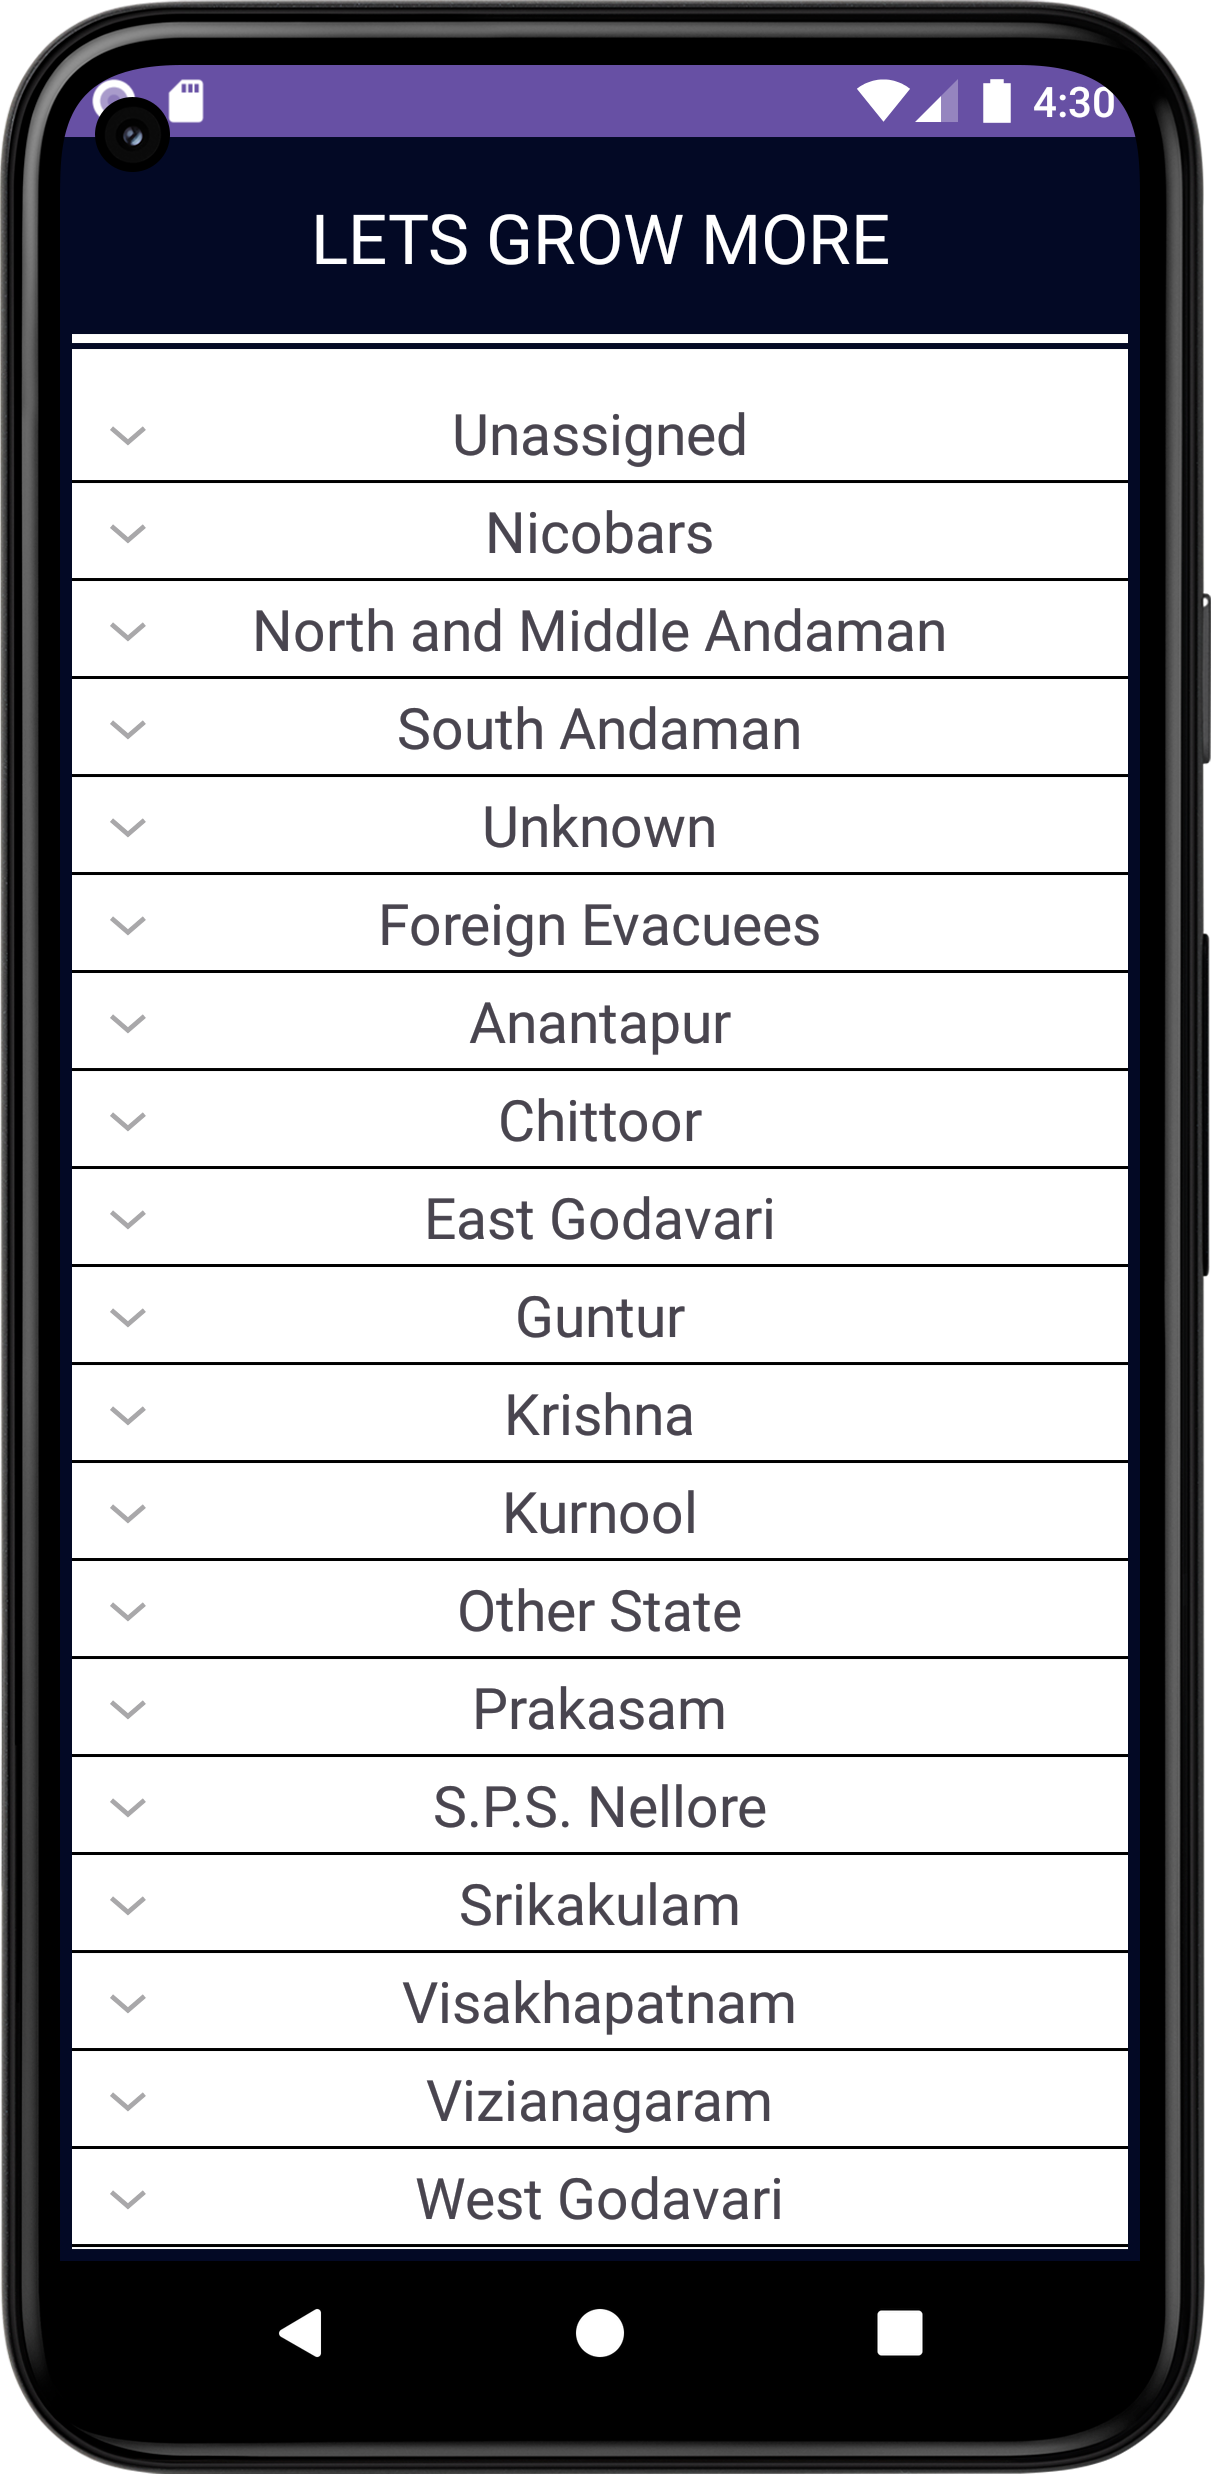 4:30
LETS GROW MORE
Unassigned
Nicobars
North and Middle Andaman
South Andaman
Unknown
Foreign Evacuees
Anantapur
Chittoor
East Godavari
Guntur
Krishna
Kurnool
Other State
Prakasam
S.P.S. Nellore
Srikakulam
Visakhapatnam
Vizianagaram
West Godavari